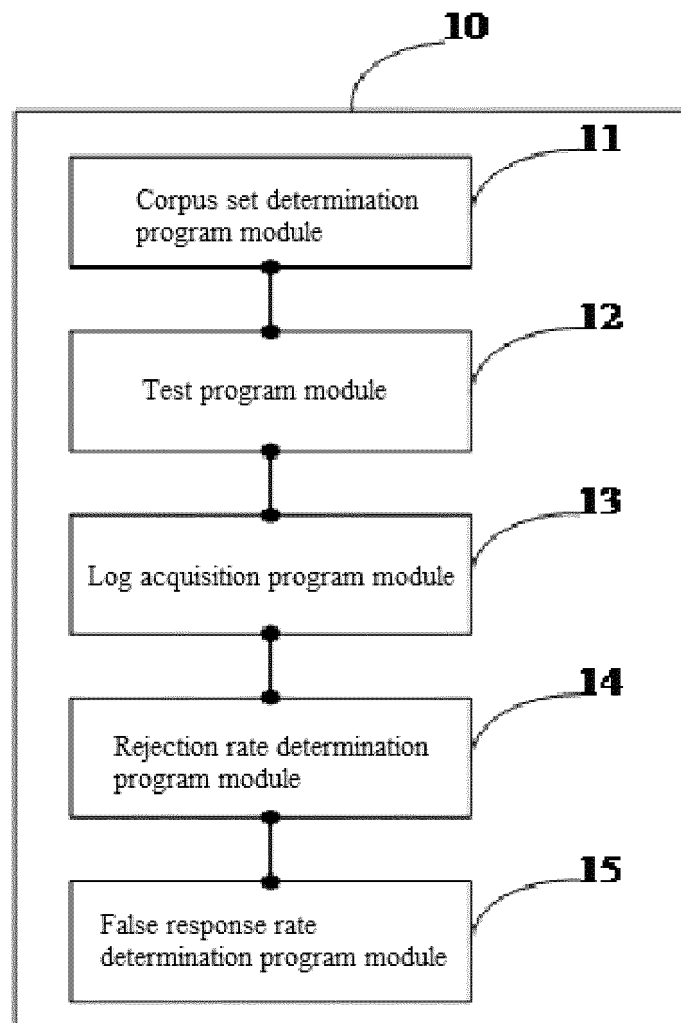 10
11
Corpus set determination
program module
12
Test program module
13
Log acquisition program module
14
Rejection rate determination
program module
15
False response rate
determination program module